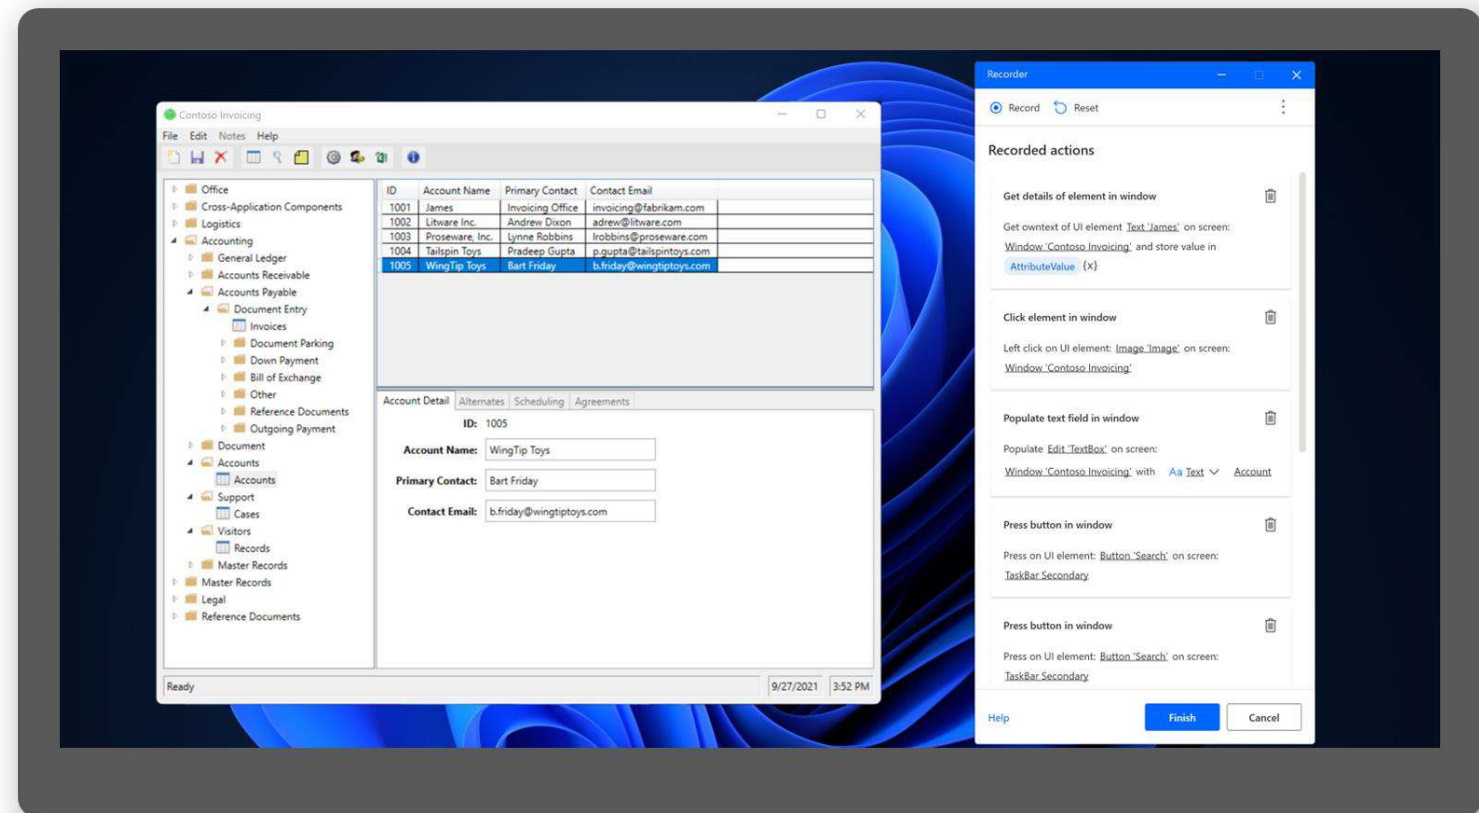 Contoso Invoicing
File Edit Notes Help
Office
Cross-Application Components
Logistics
Accounting
General Ledger
Accounts Receivable
Accounts Payable
Document Entry
Invoices
Document Parking
Down Payment
Bill of Exchange
Other
Reference Documents
Outgoing Payment
Document
Accounts
Accounts
Support
Cases
Visitors
Records
Master Records
Master Records
Legal
Reference Documents
ID Account Name Primary Contact Contact Email
1001 James Invoicing Office invoicing@fabrikam.com
1002 Litware Inc. Andrew Dixon adrew@litware.com
1003 Proseware, Inc. Lynne Robbins lrobbins@proseware.com
1004 Tailspin Toys Pradeep Gupta p.gupta@tailspintoys.com
1005 WingTip Toys Bart Friday b.friday@wingtiptoys.com
Account Detail Alternates Scheduling Agreements
ID: 1005
Account Name: WingTip Toys
Primary Contact: Bart Friday
Contact Email: b.friday@wingtiptoys.com
Ready 9/27/2021 3:52 PM
Recorder
Record Reset
Recorded actions
Get details of element in window
Get owntext of UI element Text 'James' on screen:
Window 'Contoso Invoicing' and store value in
AttributeValue {x}
Click element in window
Left click on UI element: Image 'Image' on screen:
Window 'Contoso Invoicing'
Populate text field in window
Populate Edit 'TextBox' on screen:
Window 'Contoso Invoicing' with Aa Text Account
Press button in window
Press on UI element: Button 'Search' on screen:
TaskBar Secondary
Press button in window
Press on UI element: Button 'Search' on screen:
TaskBar Secondary
Help Finish Cancel